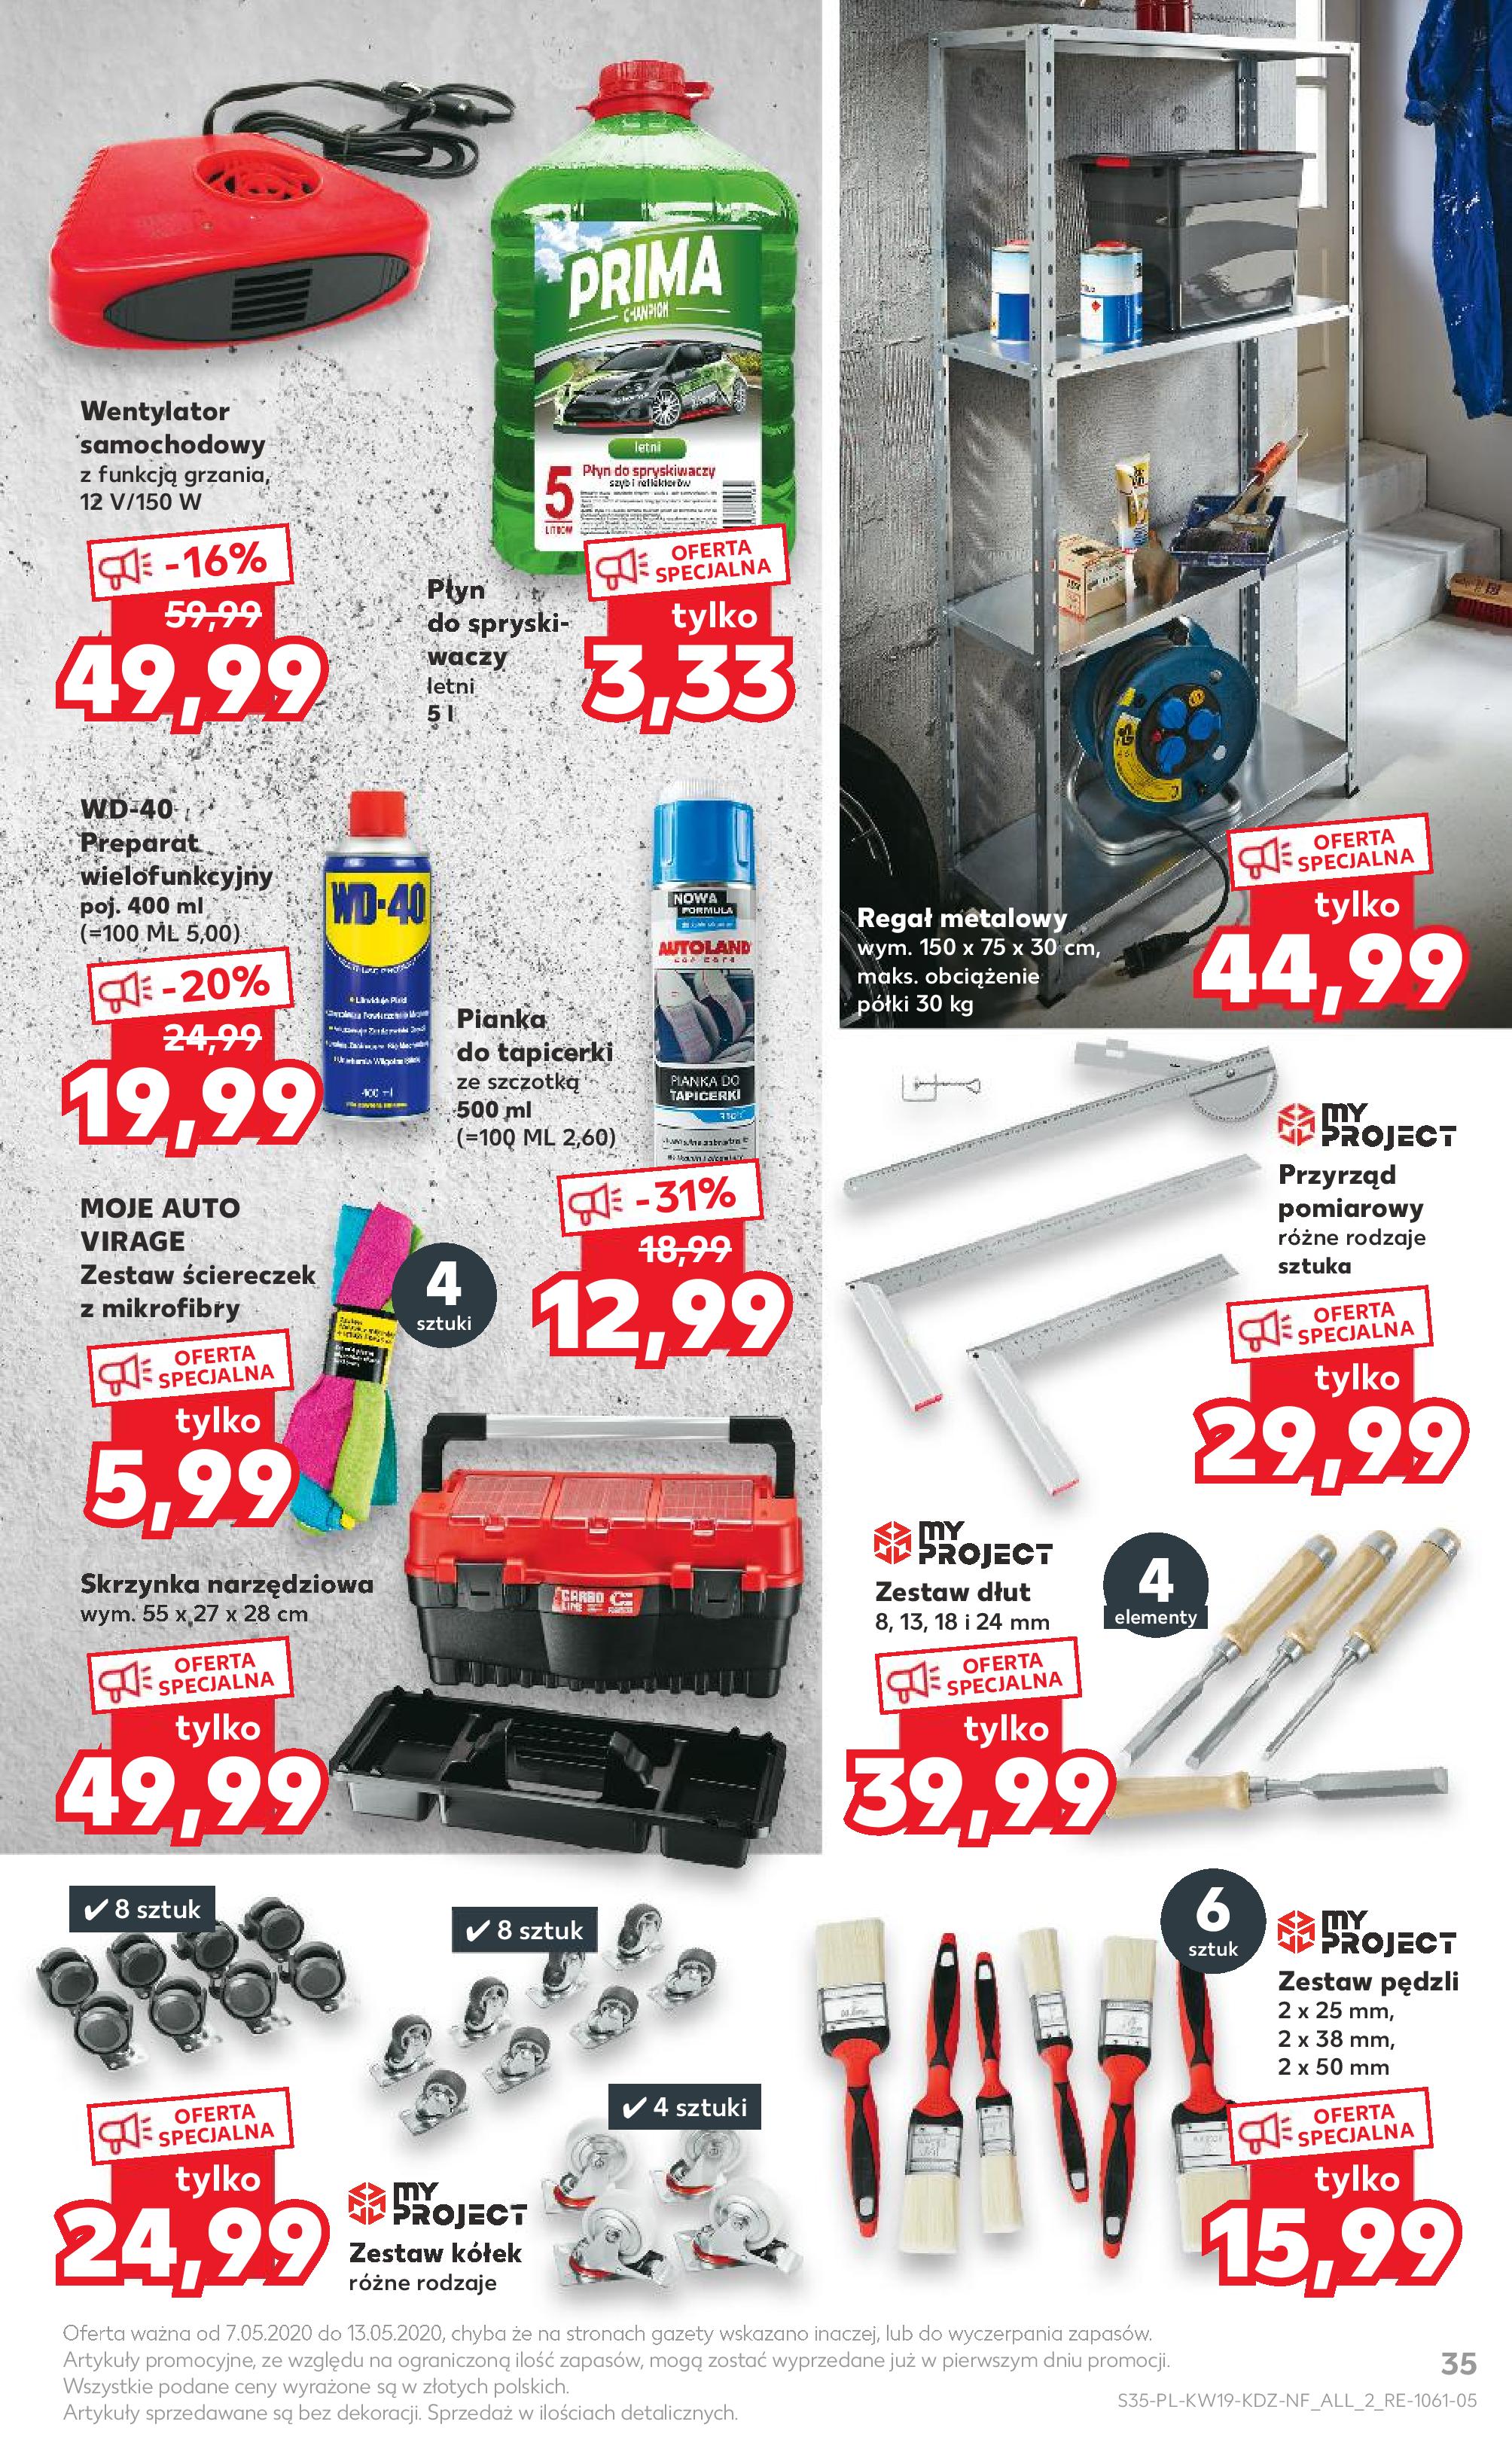 PRIMA
CHAMPION
letni
5
LITRÓW
Płyn do spryskiwaczy
szyb i reflektorów
Wentylator
samochodowy
z funkcją grzania,
12 V/150 W
-16%
59,99
49,99
Płyn
do spryski-
waczy
letni
5 l
OFERTA
SPECJALNA
tylko
3,33
WD-40
Preparat
wielofunkcyjny
poj. 400 ml
(=100 ML 5,00)
-20%
24,99
19,99
WD-40
400 ml
NOWA
FORMUŁA
AUTOLAND
car care
PIANKA DO
TAPICERKI
Pianka
do tapicerki
ze szczotką
500 ml
(=100 ML 2,60)
-31%
18,99
12,99
Regał metalowy
wym. 150 x 75 x 30 cm,
maks. obciążenie
półki 30 kg
OFERTA
SPECJALNA
tylko
44,99
MY
PROJECT
Przyrząd
pomiarowy
różne rodzaje
sztuka
OFERTA
SPECJALNA
tylko
29,99
MOJE AUTO
VIRAGE
Zestaw ściereczek
z mikrofibry
4
sztuki
OFERTA
SPECJALNA
tylko
5,99
Skrzynka narzędziowa
wym. 55 x 27 x 28 cm
CARBO
LINE
OFERTA
SPECJALNA
tylko
49,99
MY
PROJECT
Zestaw dłut
8, 13, 18 i 24 mm
4
elementy
OFERTA
SPECJALNA
tylko
39,99
✔ 8 sztuk
✔ 8 sztuk
✔ 4 sztuki
OFERTA
SPECJALNA
tylko
24,99
MY
PROJECT
Zestaw kółek
różne rodzaje
6
sztuk
MY
PROJECT
Zestaw pędzli
2 x 25 mm,
2 x 38 mm,
2 x 50 mm
OFERTA
SPECJALNA
tylko
15,99
Oferta ważna od 7.05.2020 do 13.05.2020, chyba że na stronach gazety wskazano inaczej, lub do wyczerpania zapasów.
Artykuły promocyjne, ze względu na ograniczoną ilość zapasów, mogą zostać wyprzedane już w pierwszym dniu promocji.
Wszystkie podane ceny wyrażone są w złotych polskich.
Artykuły sprzedawane są bez dekoracji. Sprzedaż w ilościach detalicznych.
35
S35-PL-KW19-KDZ-NF_ALL_2_RE-1061-05